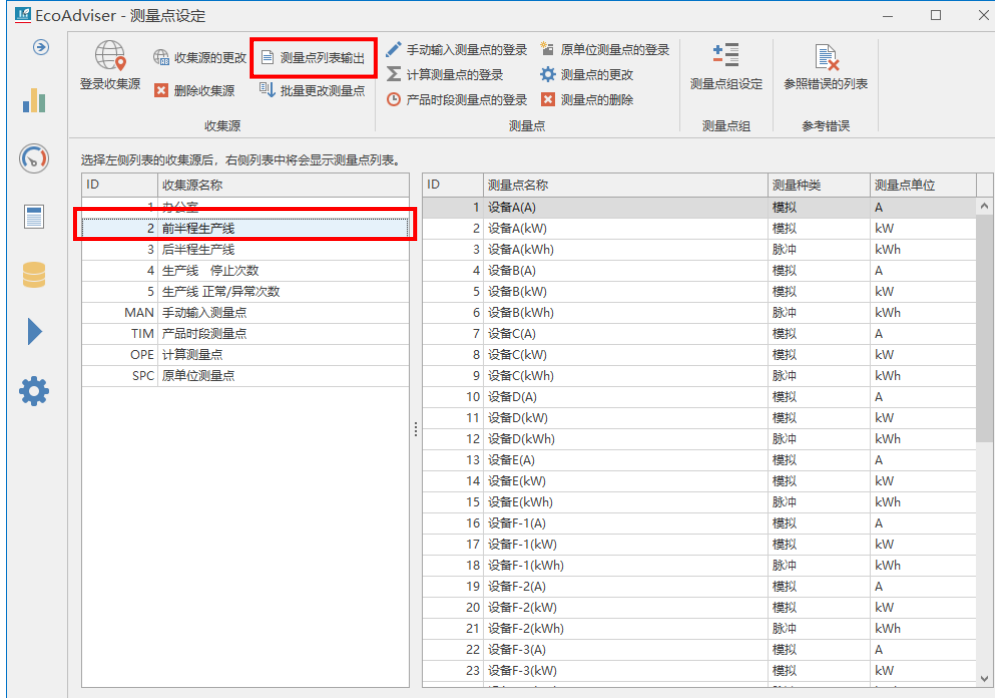 EcoAdviser - 测量点设定
登录收集源
收集源的更改
删除收集源
测量点列表输出
批量更改测量点
收集源
手动输入测量点的登录
计算测量点的登录
产品时段测量点的登录
原单位测量点的登录
测量点的更改
测量点的删除
测量点
测量点组设定
测量点组
参照错误的列表
参考错误
选择左侧列表的收集源后，右侧列表中将会显示测量点列表。
ID 收集源名称
1 办公室
2 前半程生产线
3 后半程生产线
4 生产线 停止次数
5 生产线 正常/异常次数
MAN 手动输入测量点
TIM 产品时段测量点
OPE 计算测量点
SPC 原单位测量点
ID 测量点名称 测量种类 测量点单位
1 设备A(A) 模拟 A
2 设备A(kW) 模拟 kW
3 设备A(kWh) 脉冲 kWh
4 设备B(A) 模拟 A
5 设备B(kW) 模拟 kW
6 设备B(kWh) 脉冲 kWh
7 设备C(A) 模拟 A
8 设备C(kW) 模拟 kW
9 设备C(kWh) 脉冲 kWh
10 设备D(A) 模拟 A
11 设备D(kW) 模拟 kW
12 设备D(kWh) 脉冲 kWh
13 设备E(A) 模拟 A
14 设备E(kW) 模拟 kW
15 设备E(kWh) 脉冲 kWh
16 设备F-1(A) 模拟 A
17 设备F-1(kW) 模拟 kW
18 设备F-1(kWh) 脉冲 kWh
19 设备F-2(A) 模拟 A
20 设备F-2(kW) 模拟 kW
21 设备F-2(kWh) 脉冲 kWh
22 设备F-3(A) 模拟 A
23 设备F-3(kW) 模拟 kW